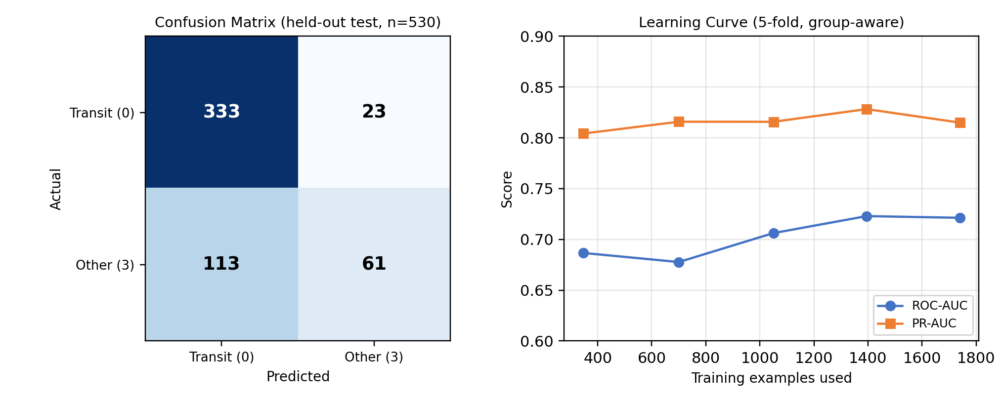 Confusion Matrix (held-out test, n=530)
Transit (0)
Other (3)
Actual
333
23
113
61
Transit (0)
Other (3)
Predicted
Learning Curve (5-fold, group-aware)
0.90
0.85
0.80
0.75
0.70
0.65
0.60
Score
400
600
800
1000
1200
1400
1600
1800
Training examples used
ROC-AUC
PR-AUC